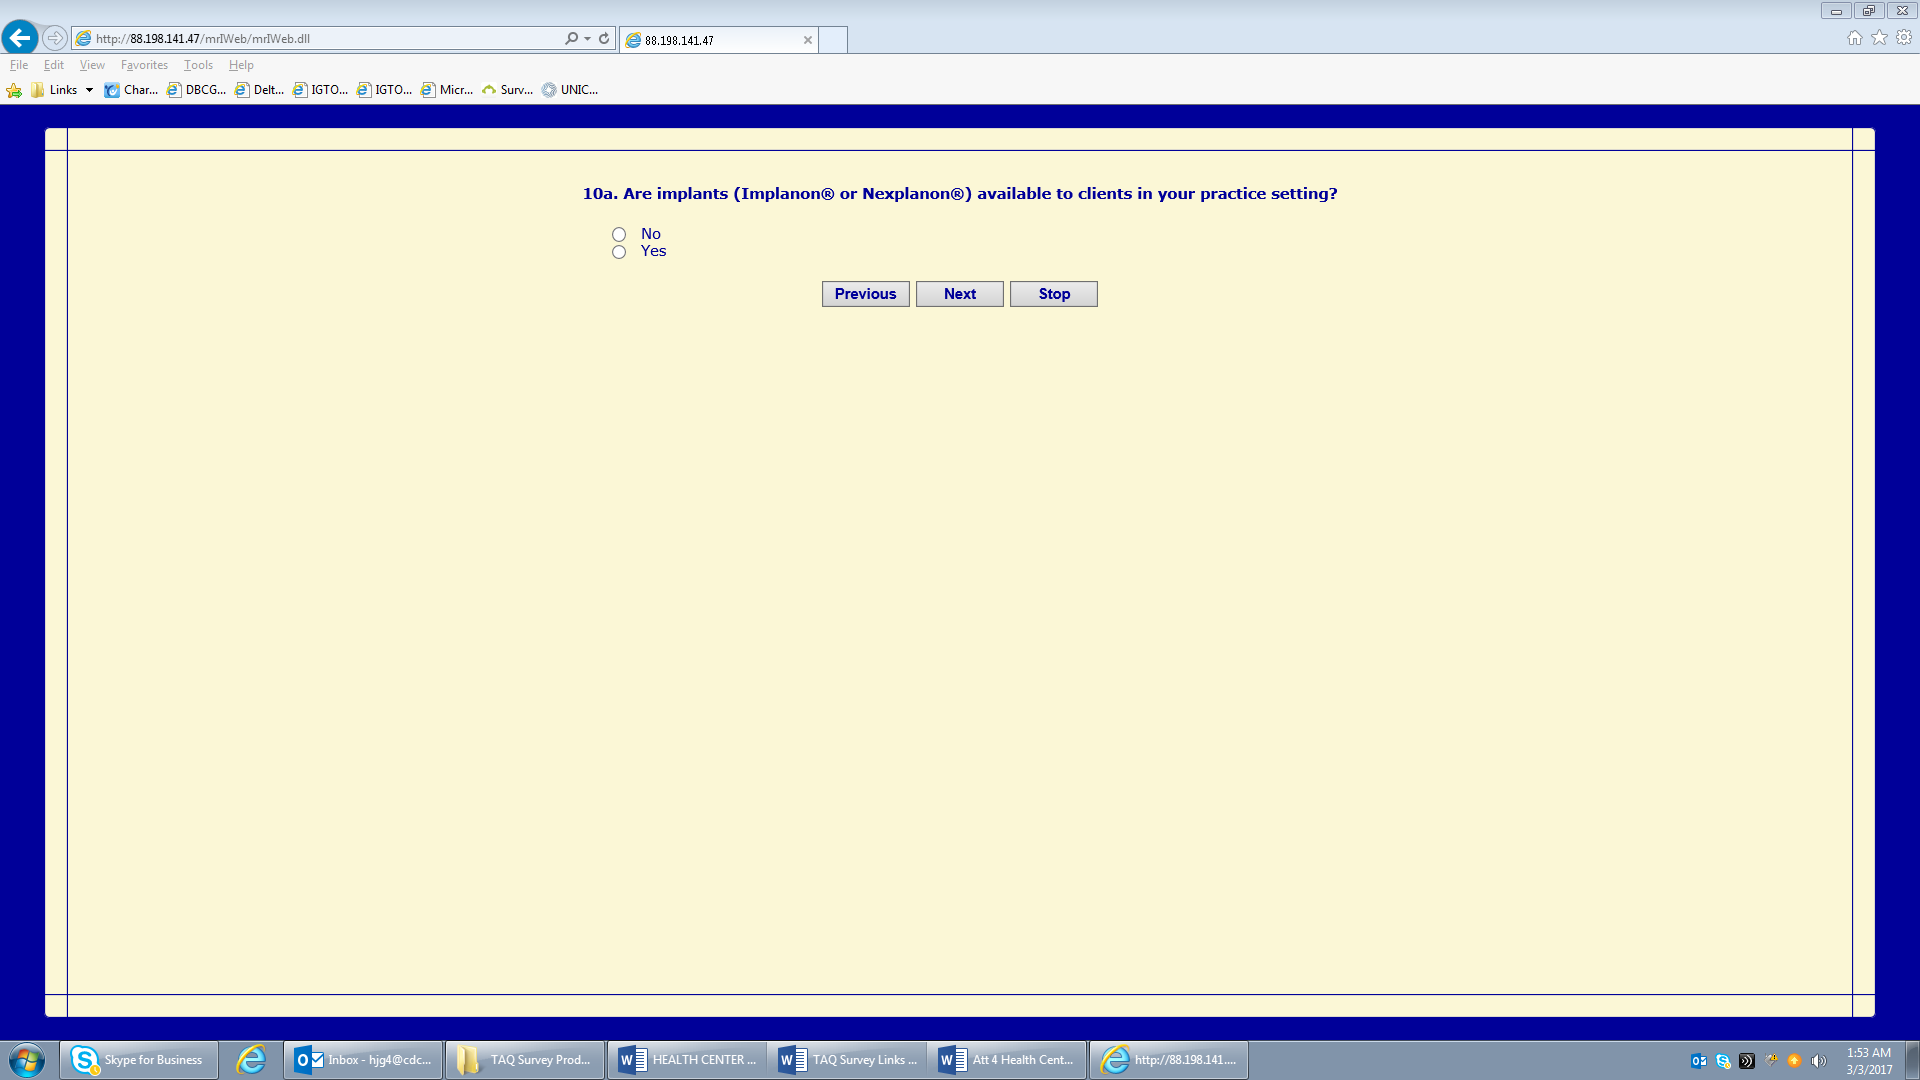 http://88.198.141.47/mrIWeb/mrIWeb.dll
88.198.141.47
File Edit View Favorites Tools Help
Links Char... DBCG... Delt... IGTO... IGTO... Micr... Surv... UNIC...
10a. Are implants (Implanon® or Nexplanon®) available to clients in your practice setting?
No
Yes
Previous Next Stop
Skype for Business Inbox - hjg4@cdc... TAQ Survey Prod... HEALTH CENTER ... TAQ Survey Links ... Att 4 Health Cent... http://88.198.141....
1:53 AM
3/3/2017